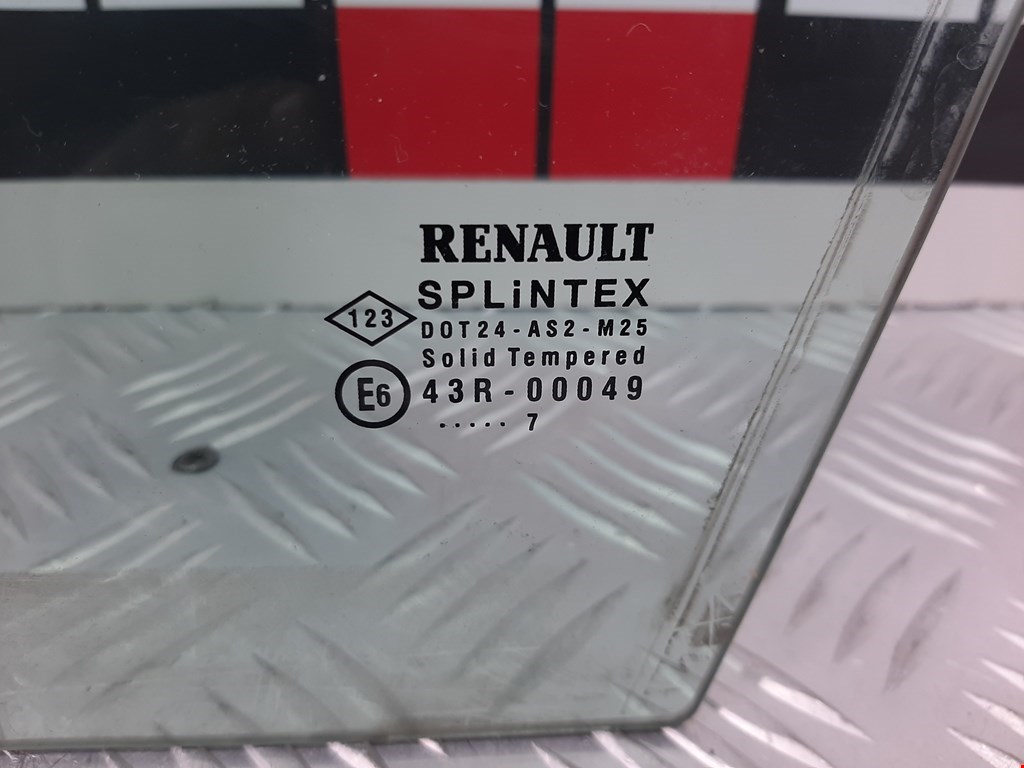 RENAULT
SPLiNTEX
123
DOT24-AS2-M25
Solid Tempered
E6
43R-00049
..... 7